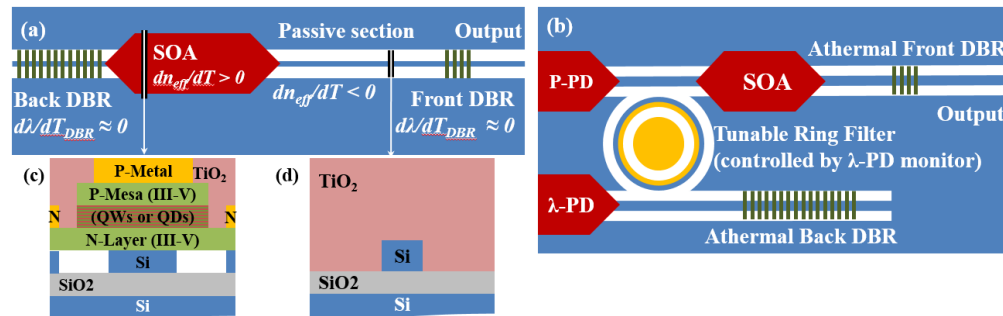 (a)
SOA
dn_eff/dT > 0
Passive section
Output
Back DBR
dλ/dT_DBR ≈ 0
dn_eff/dT < 0
Front DBR
dλ/dT_DBR ≈ 0
(b)
P-PD
SOA
Athermal Front DBR
Output
Tunable Ring Filter
(controlled by λ-PD monitor)
λ-PD
Athermal Back DBR
(c)
P-Metal
TiO₂
P-Mesa (III-V)
N
(QWs or QDs)
N
N-Layer (III-V)
Si
SiO2
Si
(d)
TiO₂
Si
SiO2
Si